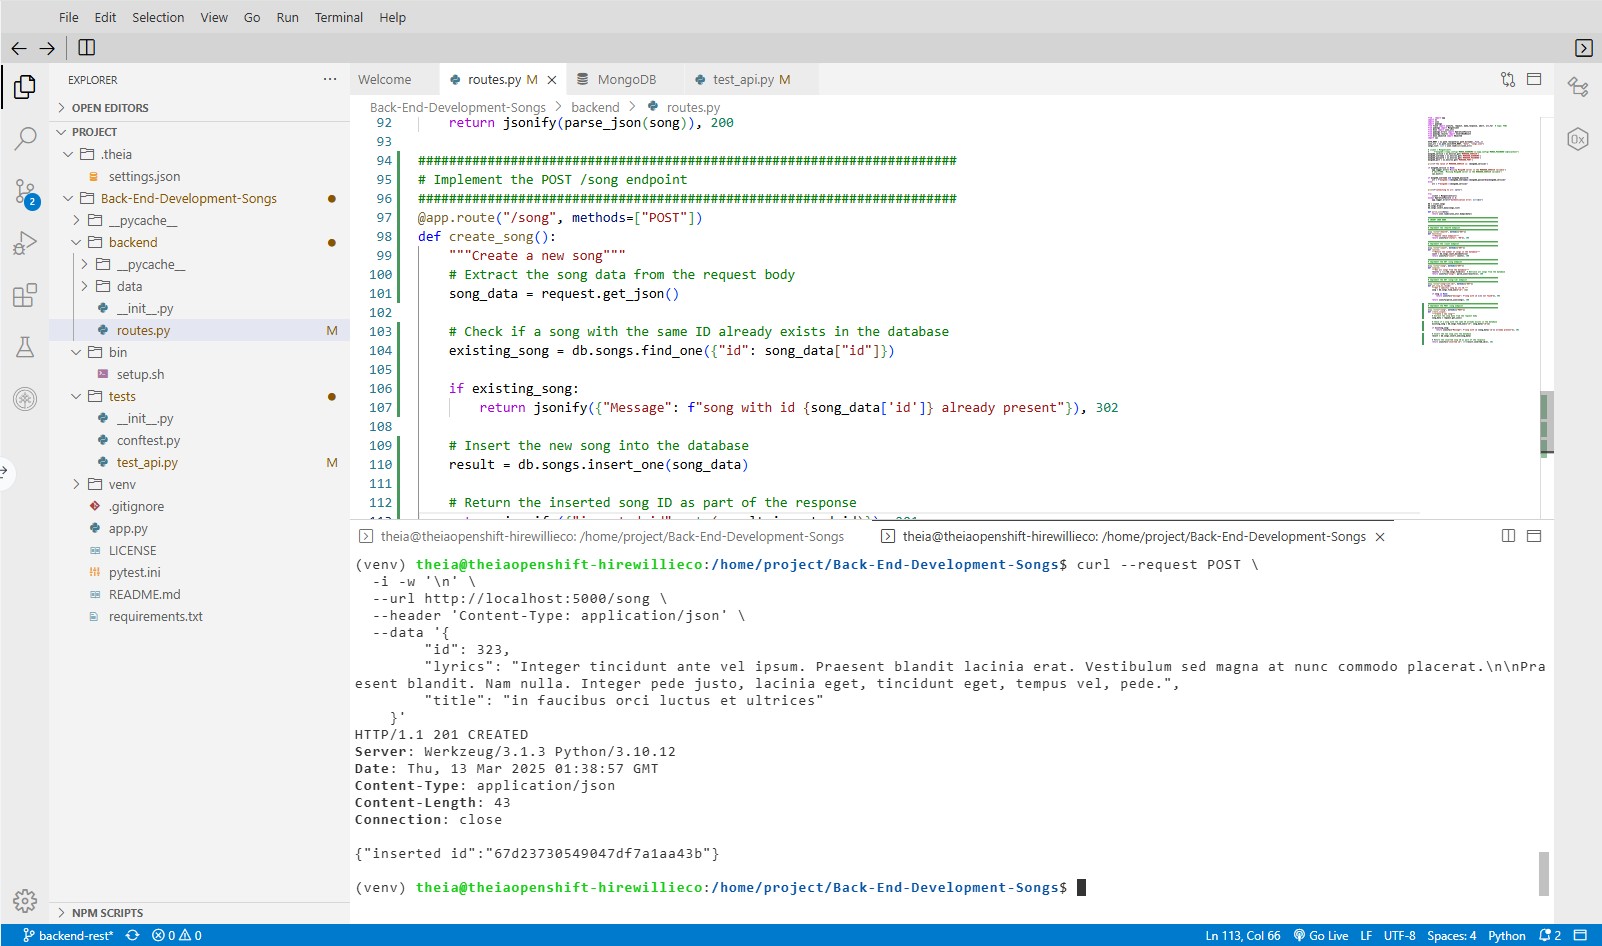 File Edit Selection View Go Run Terminal Help
EXPLORER
OPEN EDITORS
PROJECT
.theia
settings.json
Back-End-Development-Songs
__pycache__
backend
__pycache__
data
__init__.py
routes.py M
bin
setup.sh
tests
__init__.py
conftest.py
test_api.py M
venv
.gitignore
app.py
LICENSE
pytest.ini
README.md
requirements.txt
NPM SCRIPTS
2
0x
Welcome routes.py M MongoDB test_api.py M
Back-End-Development-Songs > backend > routes.py
92 return jsonify(parse_json(song)), 200
93
94 ######################################################################
95 # Implement the POST /song endpoint
96 ######################################################################
97 @app.route("/song", methods=["POST"])
98 def create_song():
99 """Create a new song"""
100 # Extract the song data from the request body
101 song_data = request.get_json()
102
103 # Check if a song with the same ID already exists in the database
104 existing_song = db.songs.find_one({"id": song_data["id"]})
105
106 if existing_song:
107 return jsonify({"Message": f"song with id {song_data['id']} already present"}), 302
108
109 # Insert the new song into the database
110 result = db.songs.insert_one(song_data)
111
112 # Return the inserted song ID as part of the response
theia@theiaopenshift-hirewillieco: /home/project/Back-End-Development-Songs theia@theiaopenshift-hirewillieco: /home/project/Back-End-Development-Songs
(venv) theia@theiaopenshift-hirewillieco:/home/project/Back-End-Development-Songs$ curl --request POST \
-i -w '\n' \
--url http://localhost:5000/song \
--header 'Content-Type: application/json' \
--data '{
"id": 323,
"lyrics": "Integer tincidunt ante vel ipsum. Praesent blandit lacinia erat. Vestibulum sed magna at nunc commodo placerat.\n\nPra
esent blandit. Nam nulla. Integer pede justo, lacinia eget, tincidunt eget, tempus vel, pede.",
"title": "in faucibus orci luctus et ultrices"
}'
HTTP/1.1 201 CREATED
Server: Werkzeug/3.1.3 Python/3.10.12
Date: Thu, 13 Mar 2025 01:38:57 GMT
Content-Type: application/json
Content-Length: 43
Connection: close
{"inserted id":"67d23730549047df7a1aa43b"}
(venv) theia@theiaopenshift-hirewillieco:/home/project/Back-End-Development-Songs$
backend-rest* 0 0 Ln 113, Col 66 Go Live LF UTF-8 Spaces: 4 Python 2